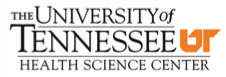 THE UNIVERSITY of
TENNESSEE UT
HEALTH SCIENCE CENTER